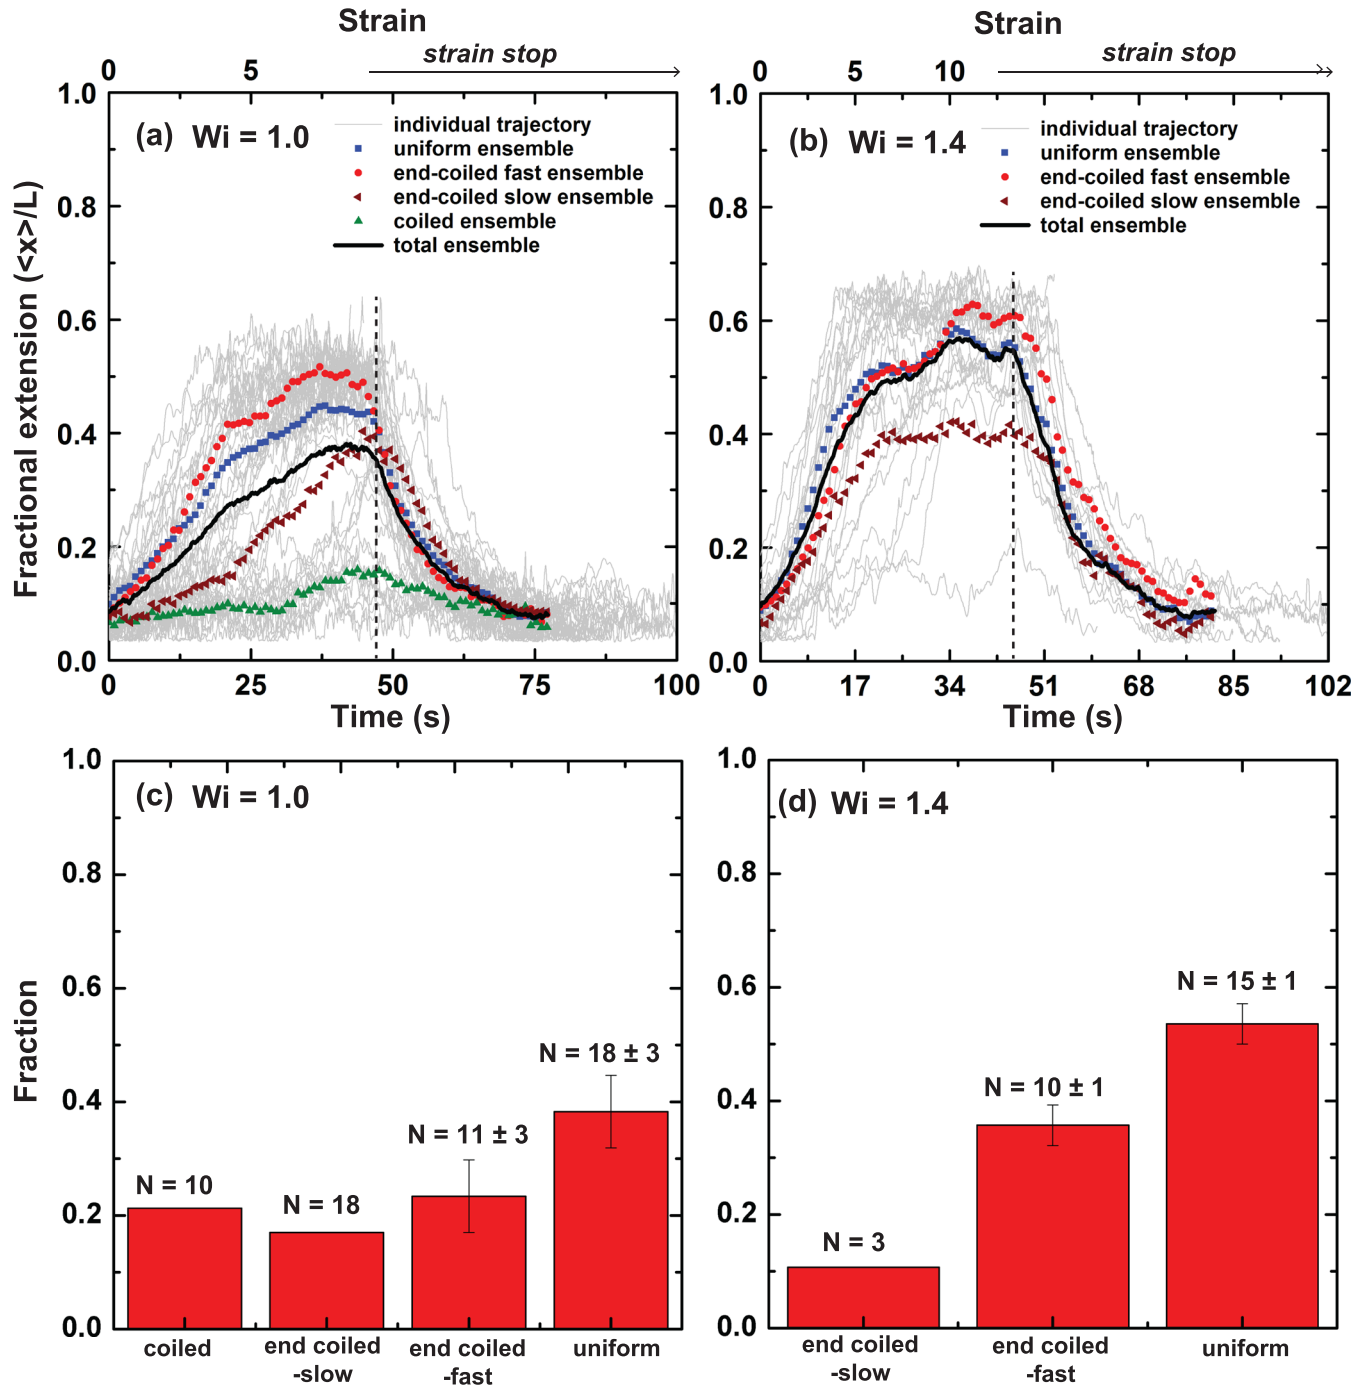 Strain
0 5 strain stop
1.0
0.8
0.6
0.4
0.2
0.0
Fractional extension (<x>/L)
(a) Wi = 1.0
individual trajectory
uniform ensemble
end-coiled fast ensemble
end-coiled slow ensemble
coiled ensemble
total ensemble
0 25 50 75 100
Time (s)
Strain
0 5 10 strain stop
1.0
0.8
0.6
0.4
0.2
0.0
(b) Wi = 1.4
individual trajectory
uniform ensemble
end-coiled fast ensemble
end-coiled slow ensemble
total ensemble
0 17 34 51 68 85 102
Time (s)
1.0
0.8
0.6
0.4
0.2
0.0
Fraction
(c) Wi = 1.0
N = 10
N = 18
N = 11 ± 3
N = 18 ± 3
coiled
end coiled
-slow
end coiled
-fast
uniform
1.0
0.8
0.6
0.4
0.2
0.0
(d) Wi = 1.4
N = 3
N = 10 ± 1
N = 15 ± 1
end coiled
-slow
end coiled
-fast
uniform